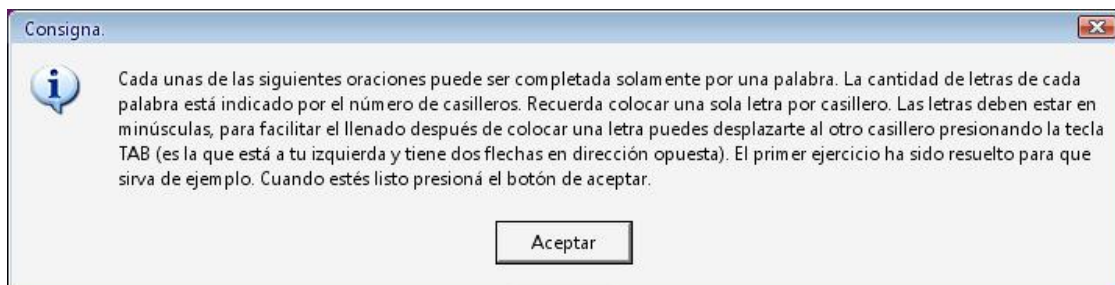 Consigna.
Cada unas de las siguientes oraciones puede ser completada solamente por una palabra. La cantidad de letras de cada
palabra está indicado por el número de casilleros. Recuerda colocar una sola letra por casillero. Las letras deben estar en
minúsculas, para facilitar el llenado después de colocar una letra puedes desplazarte al otro casillero presionando la tecla
TAB (es la que está a tu izquierda y tiene dos flechas en dirección opuesta). El primer ejercicio ha sido resuelto para que
sirva de ejemplo. Cuando estés listo presioná el botón de aceptar.
Aceptar